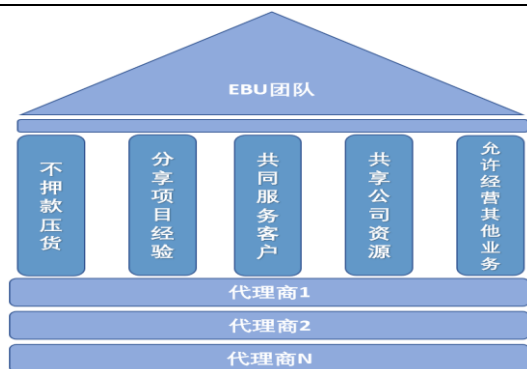 EBU团队
不押款压货
分享项目经验
共同服务客户
共享公司资源
允许经营其他业务
代理商1
代理商2
代理商N